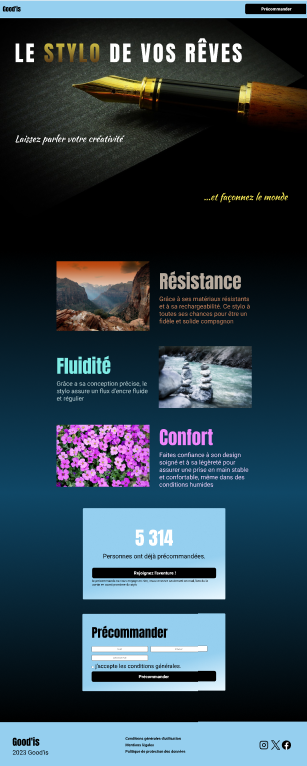 Good'is
Précommander
LE STYLO DE VOS RÊVES
Laissez parler votre créativité
...et façonnez le monde
Résistance
Grâce à ses matériaux résistants
et à sa rechargeabilité. Ce stylo à
toutes ses chances pour être un
fidèle et solide compagnon.
Fluidité
Grâce a sa conception précise, le
stylo assure un flux d'encre fluide
et régulier
Confort
Faites confiance à son design
soigné et à sa légèreté pour
assurer une prise en main stable
et confortable, même dans des
conditions humides
5 314
Personnes ont déjà précommandées.
Rejoignez l'aventure !
Précommander
j'accepte les conditions générales
Précommander
Good'is
2023 Good'is
Conditions générales d'utilisation
Mentions légales
Politique de protection des données